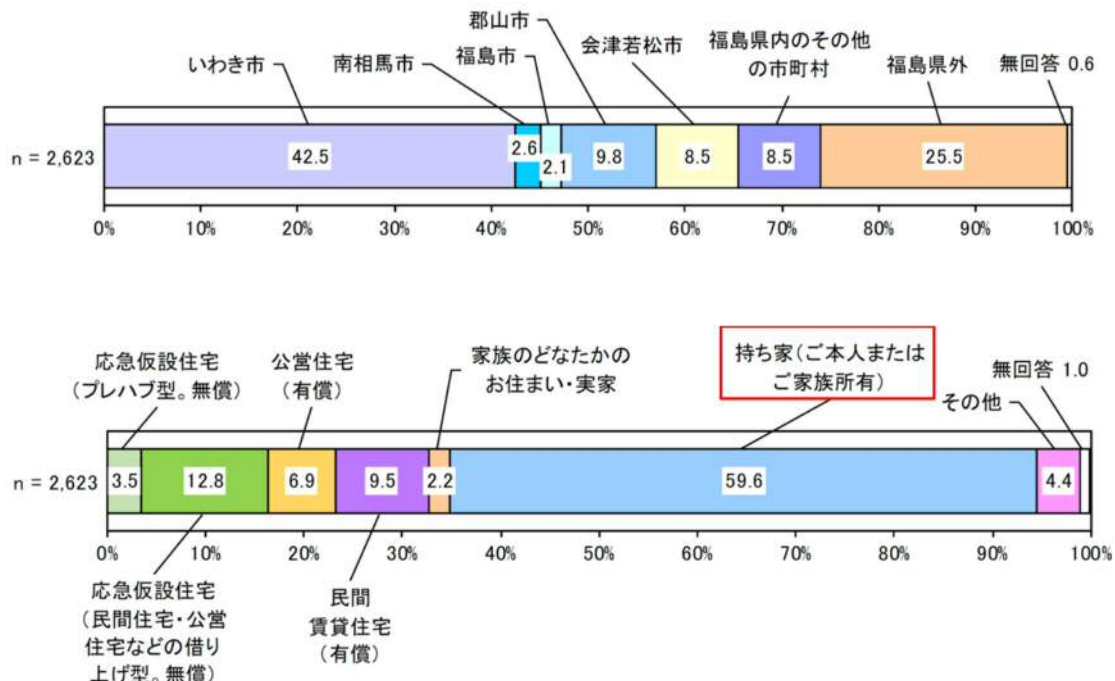 郡山市
会津若松市
福島県内のその他
の市町村
いわき市
南相馬市
福島市
福島県外
無回答 0.6
n = 2,623
42.5
2.6
2.1
9.8
8.5
8.5
25.5
0%
10%
20%
30%
40%
50%
60%
70%
80%
90%
100%
応急仮設住宅
(プレハブ型。無償)
公営住宅
(有償)
家族のどなたかの
お住まい・実家
持ち家(ご本人または
ご家族所有)
無回答 1.0
その他
n = 2,623
3.5
12.8
6.9
9.5
2.2
59.6
4.4
0%
10%
20%
30%
40%
50%
60%
70%
80%
90%
100%
応急仮設住宅
(民間住宅・公営
住宅などの借り
上げ型。無償)
民間
賃貸住宅
(有償)